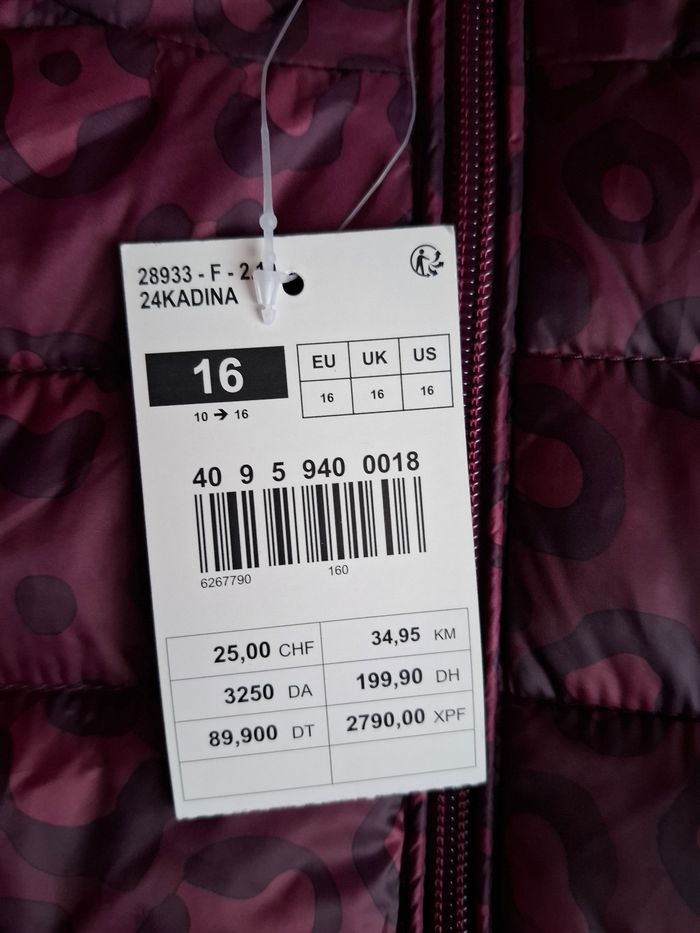 28933 - F -
24KADINA
16
10 → 16
EU UK US
16 16 16
40 9 5 940 0018
6267790 160
25,00 CHF 34,95 KM
3250 DA 199,90 DH
89,900 DT 2790,00 XPF